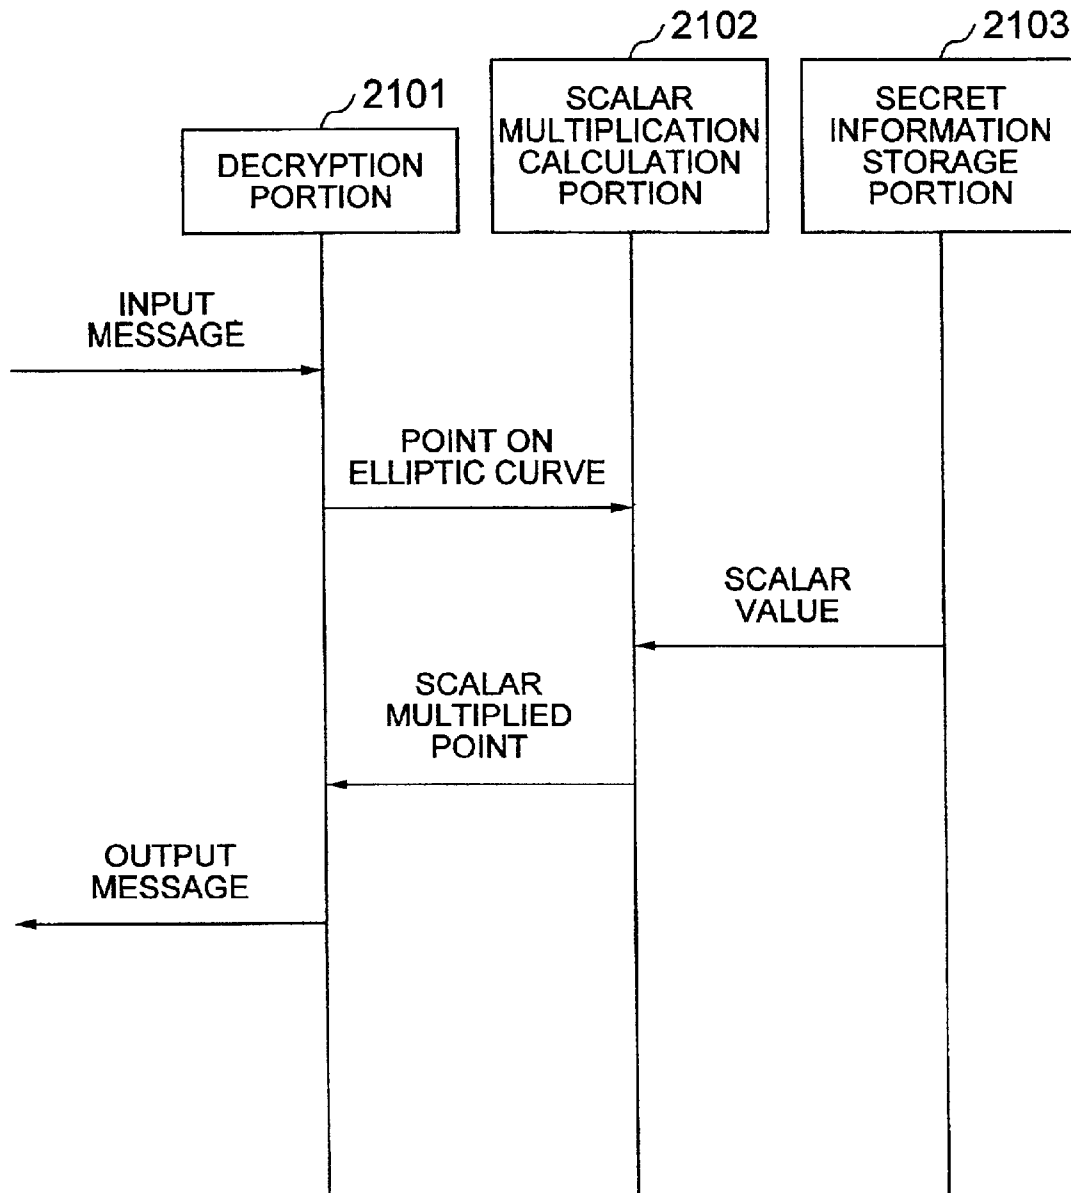 2102
2103
2101
SCALAR
MULTIPLICATION
CALCULATION
PORTION
SECRET
INFORMATION
STORAGE
PORTION
DECRYPTION
PORTION
INPUT
MESSAGE
POINT ON
ELLIPTIC CURVE
SCALAR
VALUE
SCALAR
MULTIPLIED
POINT
OUTPUT
MESSAGE